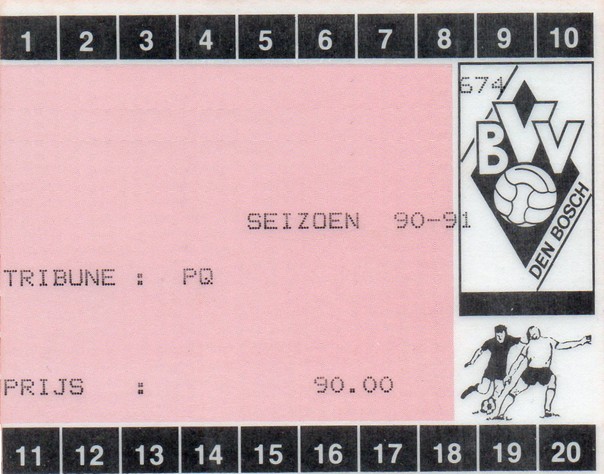 1 2 3 4 5 6 7 8 9 10
674
BVV
DEN BOSCH
SEIZOEN 90-91
TRIBUNE : PQ
PRIJS : 90.00
11 12 13 14 15 16 17 18 19 20